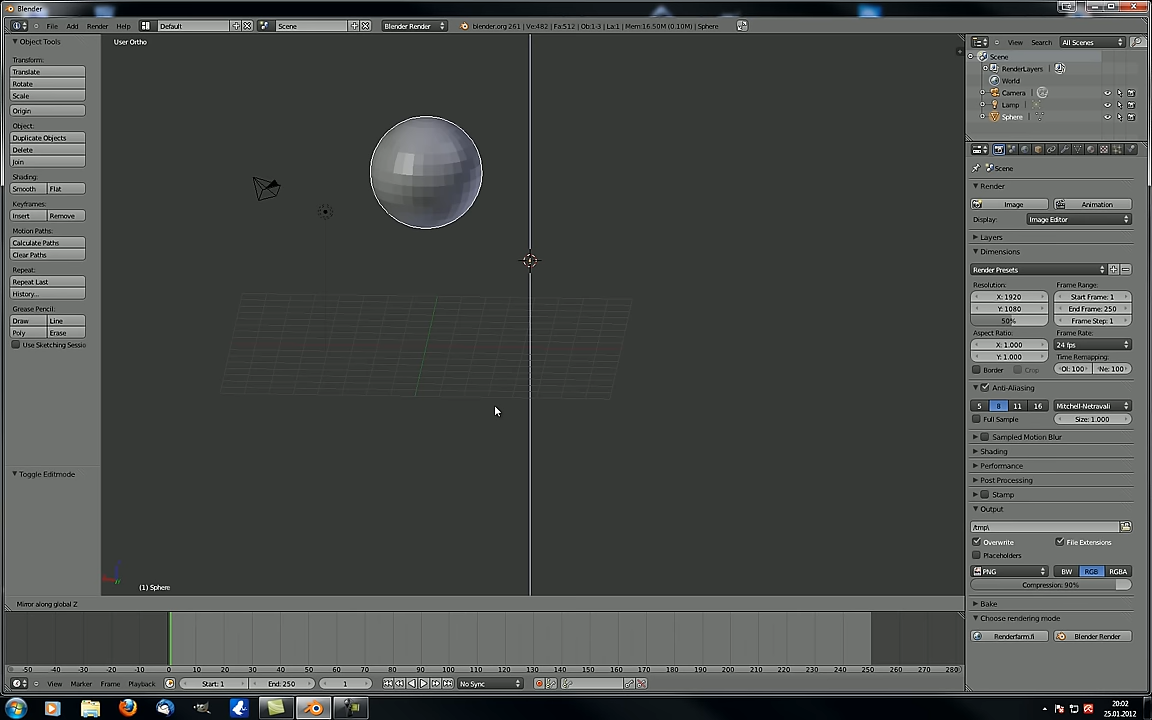 Blender
File Add Render Help Default Scene Blender Render blender.org 261 | Ve:482 | Fa:512 | Ob:1-3 | La:1 | Mem:16.50M (0.10M) | Sphere
Object Tools
Transform:
Translate
Rotate
Scale
Origin
Object:
Duplicate Objects
Delete
Join
Shading:
Smooth Flat
Keyframes:
Insert Remove
Motion Paths:
Calculate Paths
Clear Paths
Repeat:
Repeat Last
History...
Grease Pencil:
Draw Line
Poly Erase
Use Sketching Sessio
Toggle Editmode
User Ortho
(1) Sphere
Mirror along global Z
View Search All Scenes
Scene
RenderLayers
World
Camera
Lamp
Sphere
Scene
Render
Image Animation
Display: Image Editor
Layers
Dimensions
Render Presets
Resolution: Frame Range:
X: 1920 Start Frame: 1
Y: 1080 End Frame: 250
50% Frame Step: 1
Aspect Ratio: Frame Rate:
X: 1.000 24 fps
Y: 1.000 Time Remapping:
Border Crop Ol: 100 Ne: 100
Anti-Aliasing
5 8 11 16 Mitchell-Netravali
Full Sample Size: 1.000
Sampled Motion Blur
Shading
Performance
Post Processing
Stamp
Output
/tmp\
Overwrite File Extensions
Placeholders
PNG BW RGB RGBA
Compression: 90%
Bake
Choose rendering mode
Renderfarm.fi Blender Render
-50 -40 -30 -20 -10 0 10 20 30 40 50 60 70 80 90 100 110 120 130 140 150 160 170 180 190 200 210 220 230 240 250 260 270 280
View Marker Frame Playback Start: 1 End: 250 1 No Sync
20:02
25.01.2012